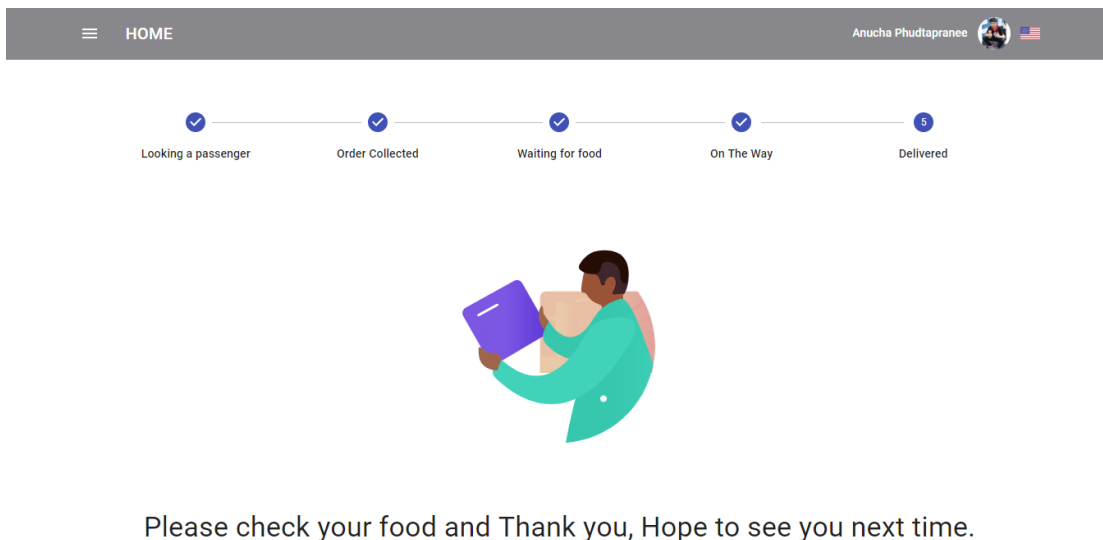 HOME
Anucha Phudtapranee
5
Looking a passenger
Order Collected
Waiting for food
On The Way
Delivered
Please check your food and Thank you, Hope to see you next time.